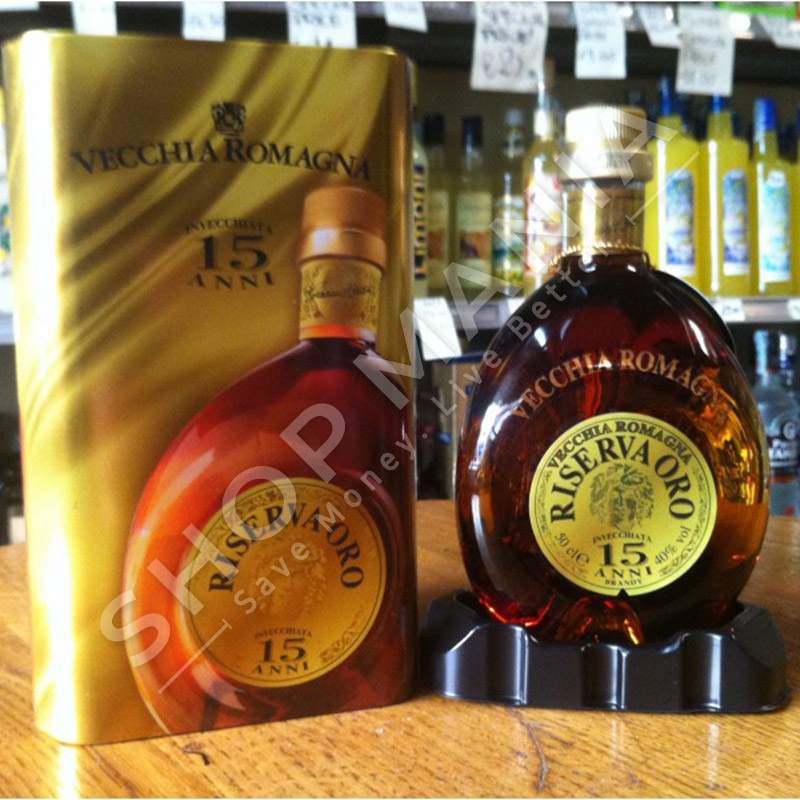 VECCHIA ROMAGNA
INVECCHIATA
15
ANNI
RISERVA ORO
INVECCHIATA
15
ANNI
VECCHIA ROMAGNA
VECCHIA ROMAGNA
RISERVA ORO
INVECCHIATA
50 cl e 15 40% vol
ANNI
BRANDY
SHOP MANIA
Save Money. Live Better